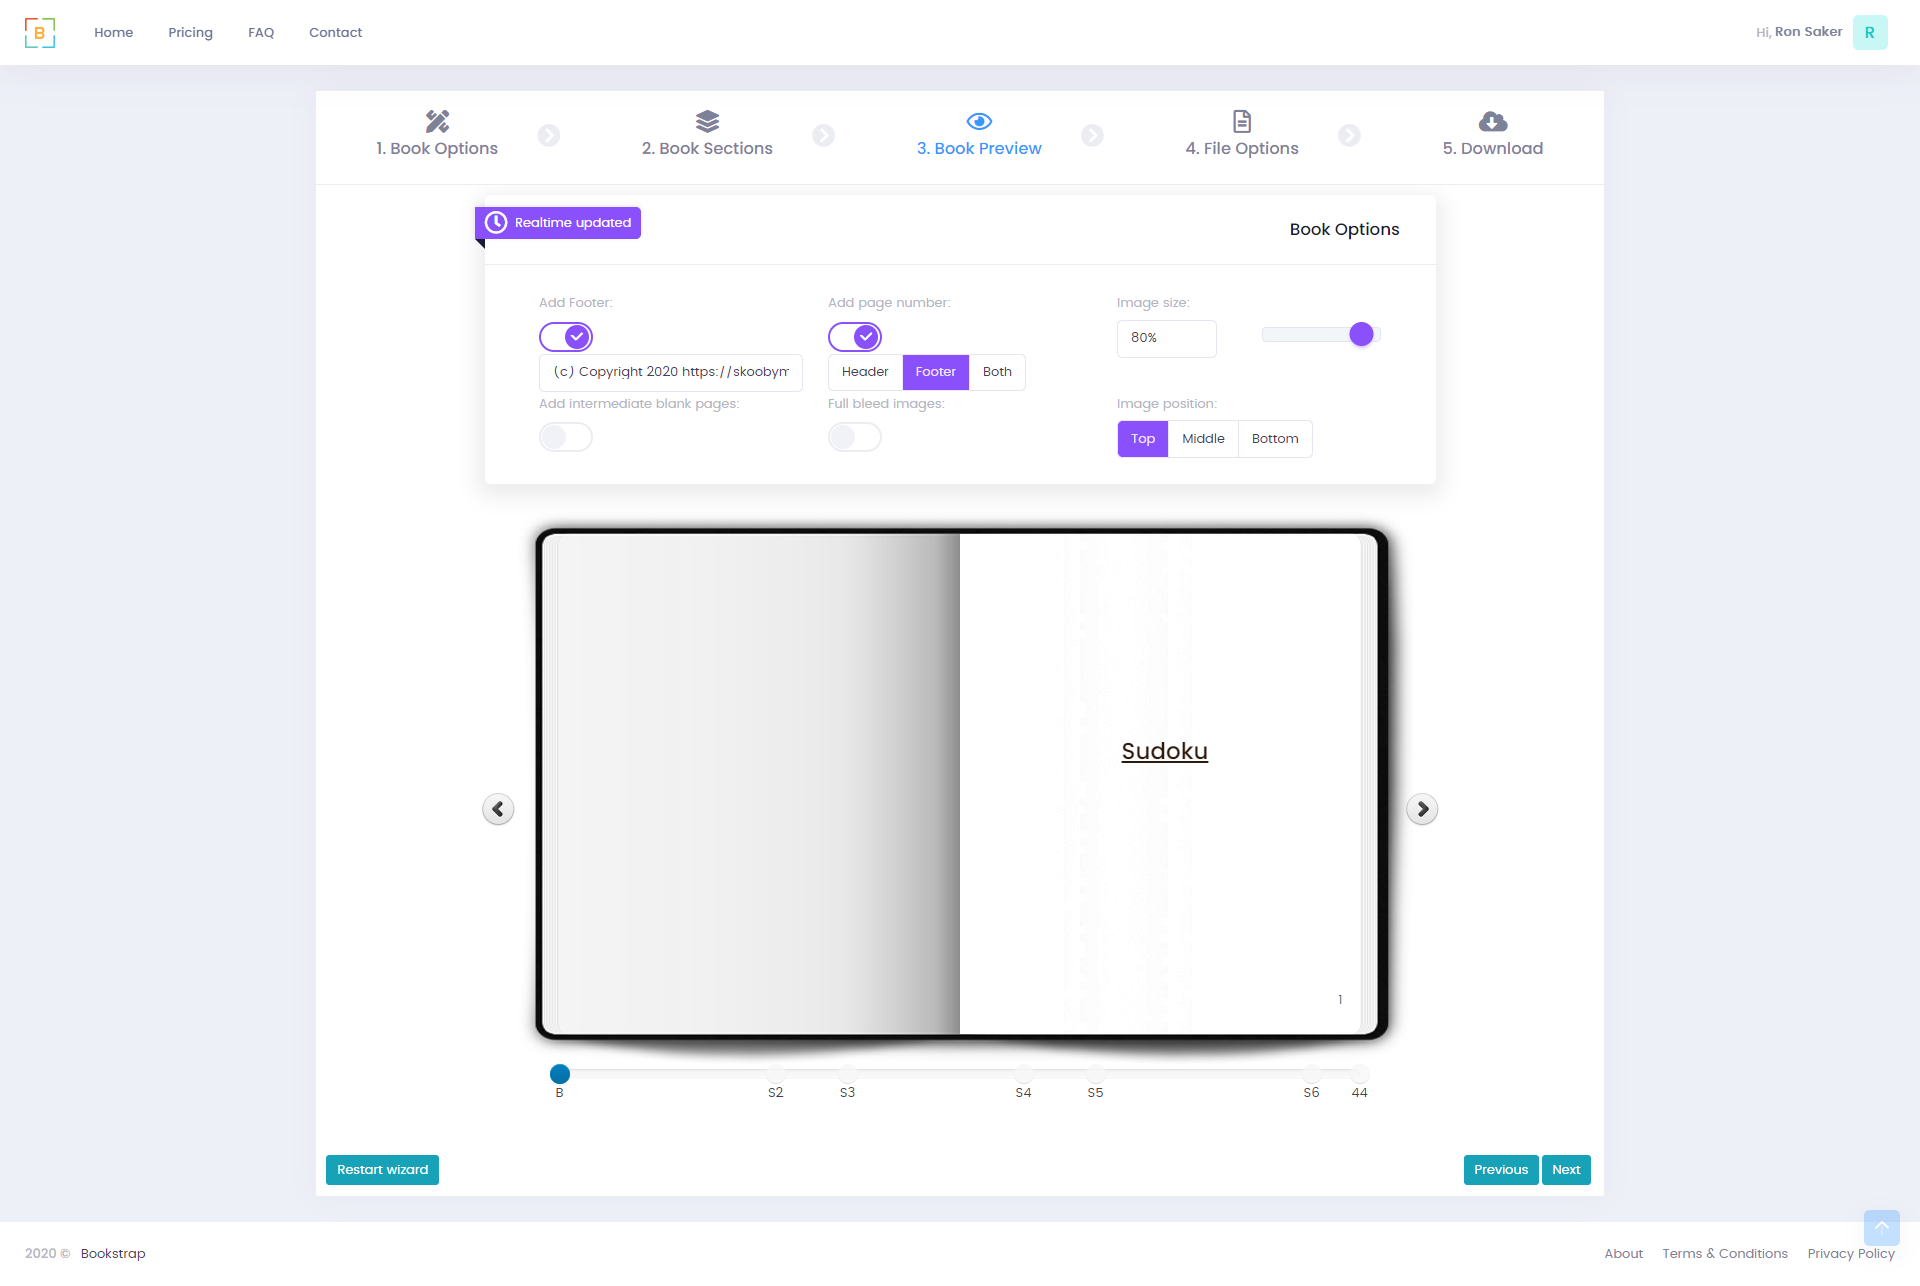 B
Home
Pricing
FAQ
Contact
Hi, Ron Saker
R
1. Book Options
2. Book Sections
3. Book Preview
4. File Options
5. Download
Realtime updated
Book Options
Add Footer:
Add page number:
Image size:
80%
(c) Copyright 2020 https://skoobym
Header
Footer
Both
Add intermediate blank pages:
Full bleed images:
Image position:
Top
Middle
Bottom
Sudoku
1
B
S2
S3
S4
S5
S6
44
Restart wizard
Previous
Next
2020 © Bookstrap
About
Terms & Conditions
Privacy Policy